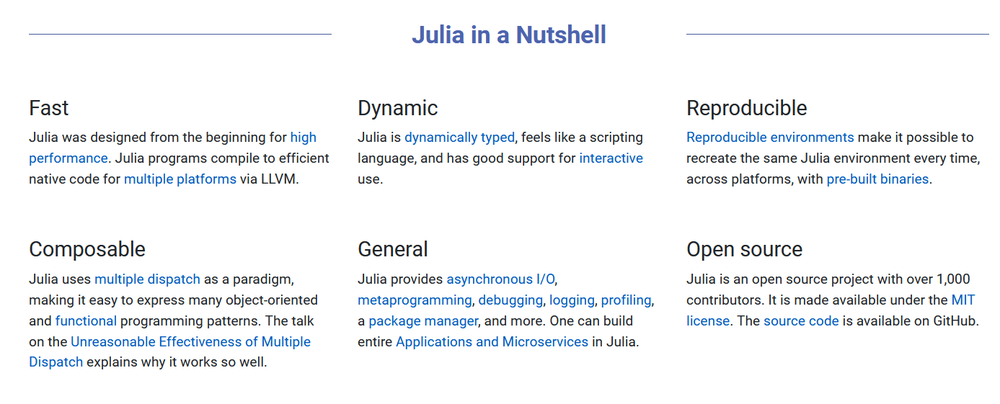 Julia in a Nutshell
Fast
Julia was designed from the beginning for high
performance. Julia programs compile to efficient
native code for multiple platforms via LLVM.
Dynamic
Julia is dynamically typed, feels like a scripting
language, and has good support for interactive
use.
Reproducible
Reproducible environments make it possible to
recreate the same Julia environment every time,
across platforms, with pre-built binaries.
Composable
Julia uses multiple dispatch as a paradigm,
making it easy to express many object-oriented
and functional programming patterns. The talk
on the Unreasonable Effectiveness of Multiple
Dispatch explains why it works so well.
General
Julia provides asynchronous I/O,
metaprogramming, debugging, logging, profiling,
a package manager, and more. One can build
entire Applications and Microservices in Julia.
Open source
Julia is an open source project with over 1,000
contributors. It is made available under the MIT
license. The source code is available on GitHub.